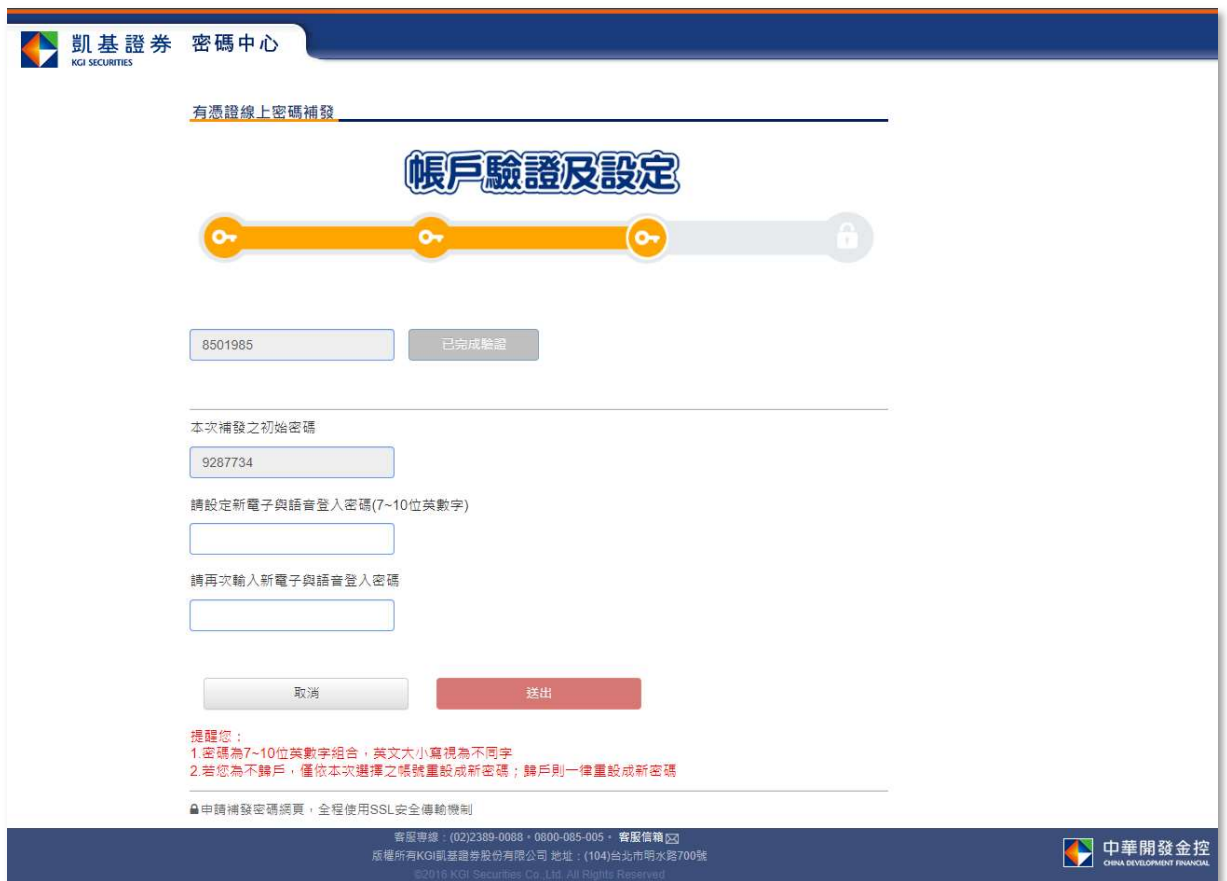 凱基證券 密碼中心
KGI SECURITIES
有憑證線上密碼補發
帳戶驗證及設定
8501985 已完成驗證
本次補發之初始密碼
9287734
請設定新電子與語音登入密碼(7~10位英數字)
請再次輸入新電子與語音登入密碼
取消 送出
提醒您：
1.密碼為7~10位英數字組合，英文大小寫視為不同字
2.若您為不歸戶，僅依本次選擇之帳號重設成新密碼；歸戶則一律重設成新密碼
申請補發密碼網頁，全程使用SSL安全傳輸機制
客服專線：(02)2389-0088・0800-085-005・ 客服信箱
版權所有KGI凱基證券股份有限公司 地址：(104)台北市明水路700號
©2016 KGI Securities Co.,Ltd. All Rights Reserved
中華開發金控
CHINA DEVELOPMENT FINANCIAL